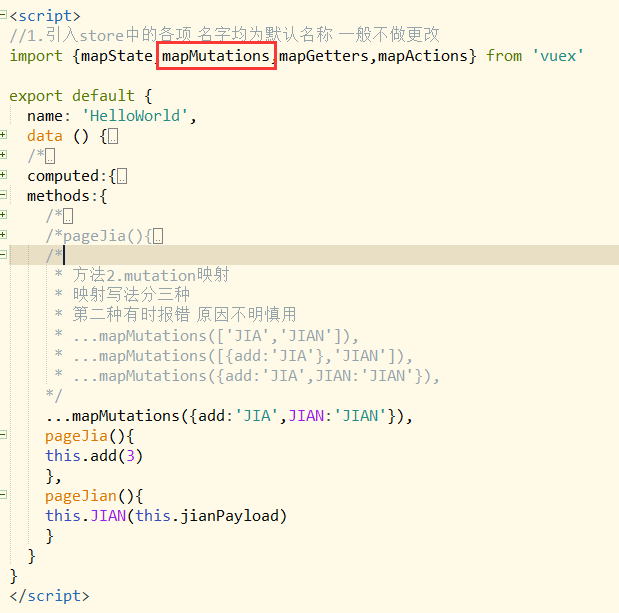 <script>
//1.引入store中的各项 名字均为默认名称 一般不做更改
import {mapState,mapMutations,mapGetters,mapActions} from 'vuex'
export default {
name: 'HelloWorld',
data () {..
/*..
computed:{..
methods:{
/*..
/*pageJia(){..
/*
* 方法2.mutation映射
* 映射写法分三种
* 第二种有时报错 原因不明慎用
* ...mapMutations(['JIA','JIAN']),
* ...mapMutations([{add:'JIA'},'JIAN']),
* ...mapMutations({add:'JIA',JIAN:'JIAN'}),
*/
...mapMutations({add:'JIA',JIAN:'JIAN'}),
pageJia(){
this.add(3)
},
pageJian(){
this.JIAN(this.jianPayload)
}
}
}
</script>